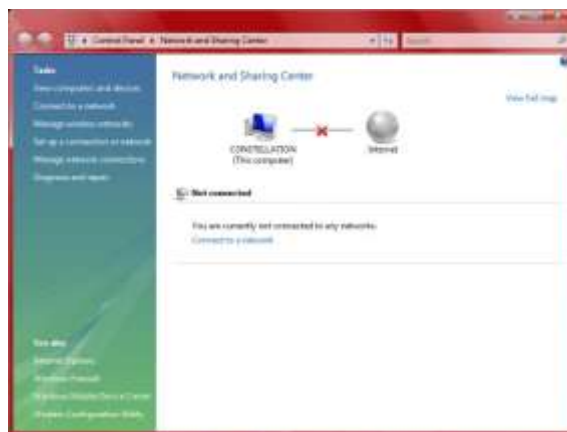 Control Panel ▸ Network and Sharing Center
Search
Tasks
View computers and devices
Connect to a network
Manage wireless networks
Set up a connection or network
Manage network connections
Diagnose and repair
Network and Sharing Center
View full map
CONSTELLATION
(This computer)
Internet
Not connected
You are currently not connected to any networks.
Connect to a network
See also
Internet Options
Windows Firewall
Windows Mobile Device Center